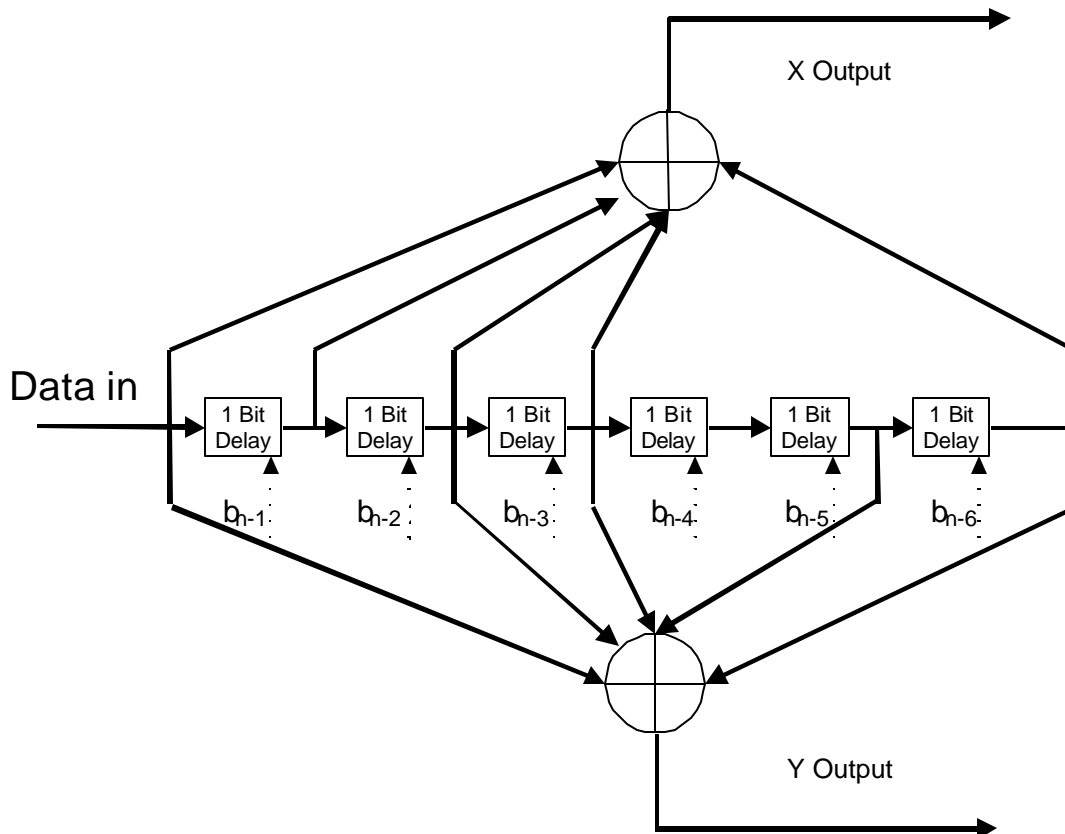 X Output
Data in
1 Bit
Delay
1 Bit
Delay
1 Bit
Delay
1 Bit
Delay
1 Bit
Delay
1 Bit
Delay
bn-1
bn-2
bn-3
bn-4
bn-5
bn-6
Y Output